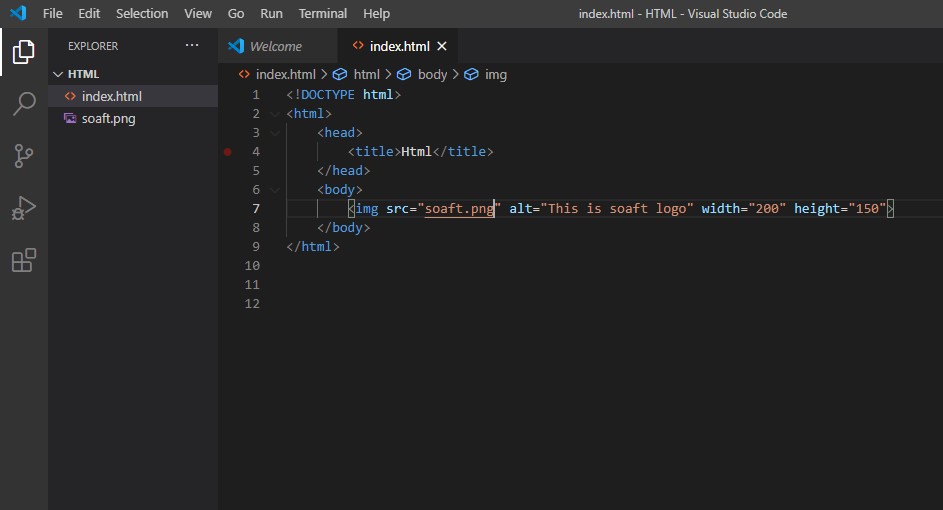 File Edit Selection View Go Run Terminal Help index.html - HTML - Visual Studio Code
EXPLORER ···
HTML
index.html
soaft.png
Welcome index.html ×
index.html > html > body > img
1 <!DOCTYPE html>
2 <html>
3 <head>
4 <title>Html</title>
5 </head>
6 <body>
7 <img src="soaft.png" alt="This is soaft logo" width="200" height="150">
8 </body>
9 </html>
10
11
12